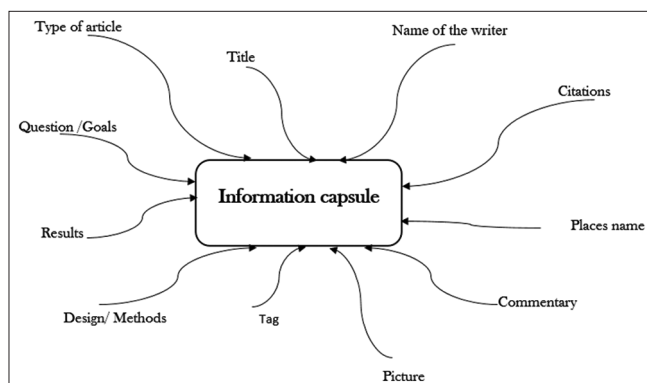 Type of article
Name of the writer
Title
Citations
Question /Goals
Information capsule
Places name
Results
Commentary
Design/ Methods
Tag
Picture